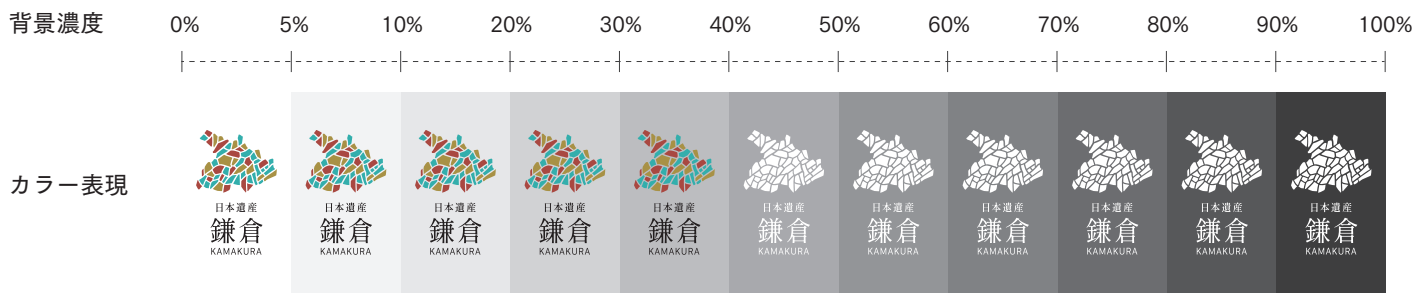 背景濃度 0% 5% 10% 20% 30% 40% 50% 60% 70% 80% 90% 100%
カラー表現
日本遺産 日本遺産 日本遺産 日本遺産 日本遺産 日本遺産 日本遺産 日本遺産 日本遺産 日本遺産 日本遺産
鎌倉 鎌倉 鎌倉 鎌倉 鎌倉 鎌倉 鎌倉 鎌倉 鎌倉 鎌倉 鎌倉
KAMAKURA KAMAKURA KAMAKURA KAMAKURA KAMAKURA KAMAKURA KAMAKURA KAMAKURA KAMAKURA KAMAKURA KAMAKURA